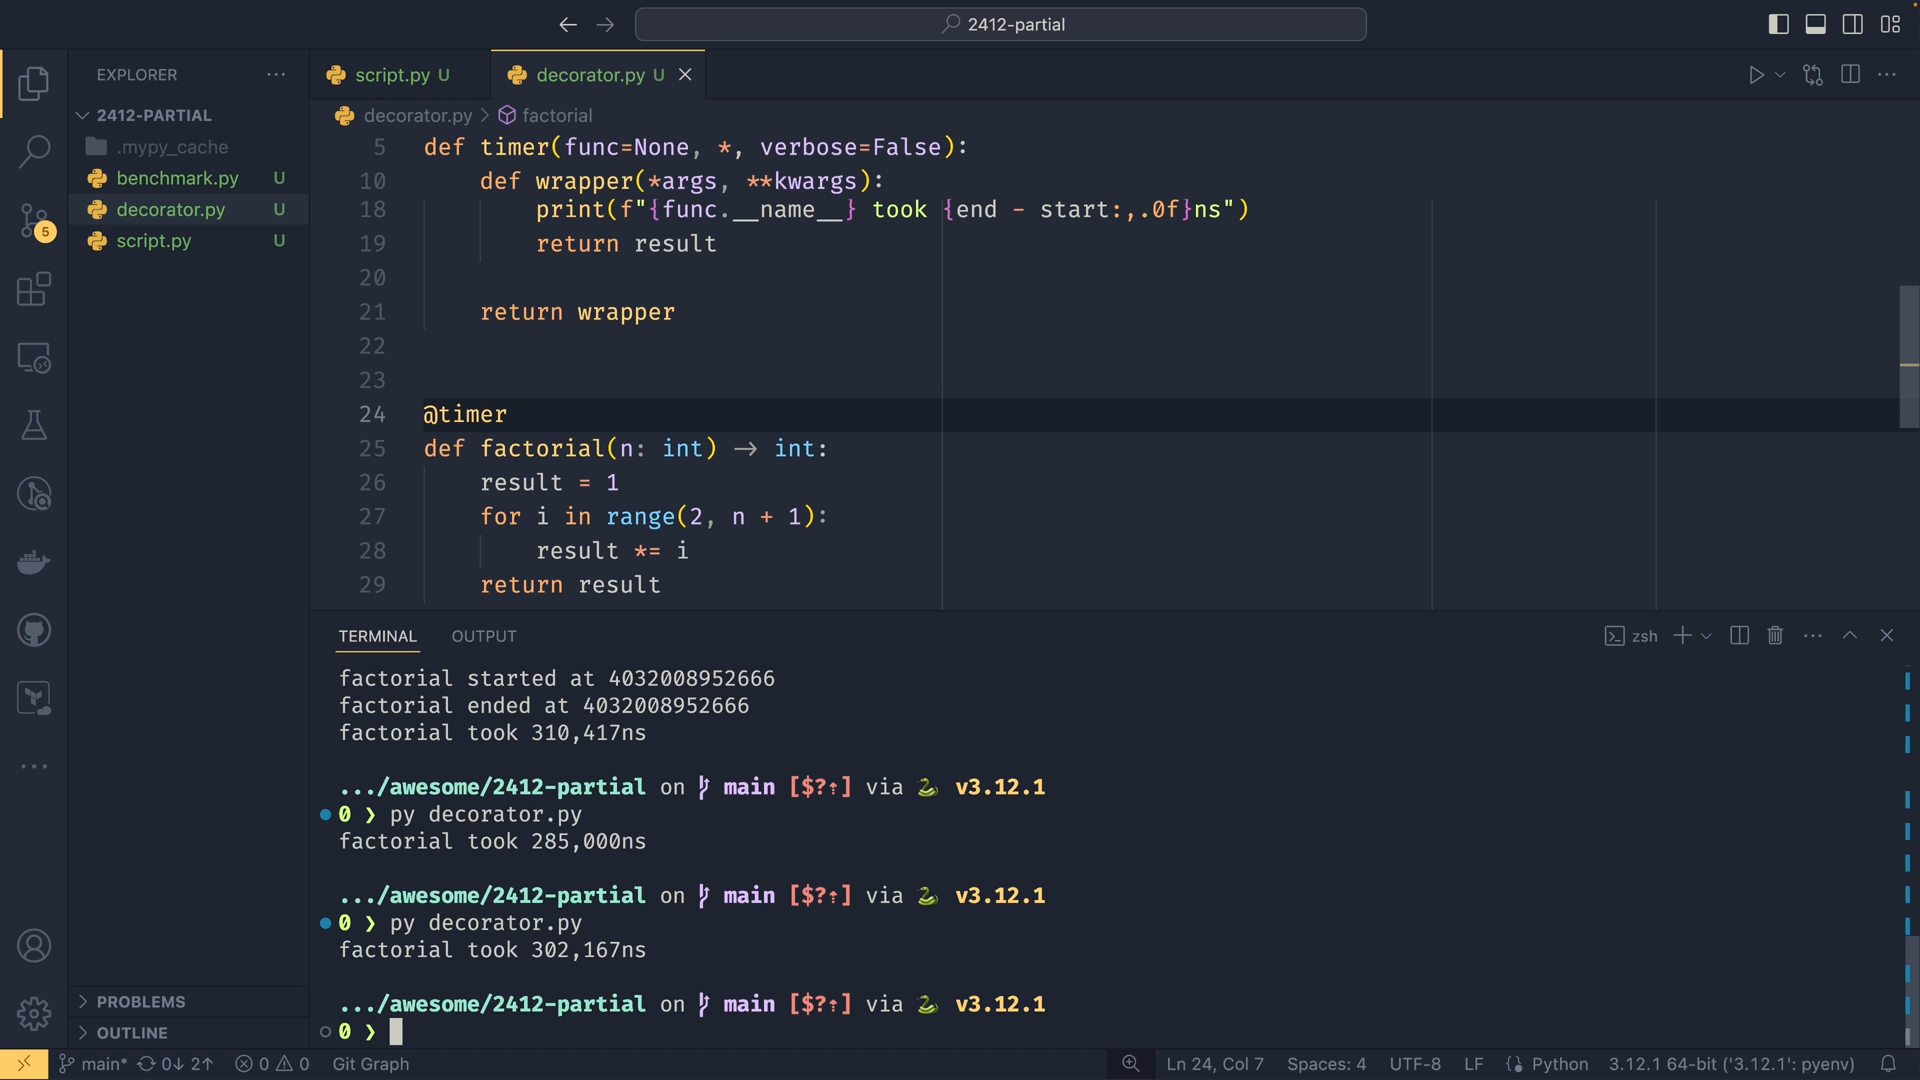 2412-partial
EXPLORER
script.py U
decorator.py U
2412-PARTIAL
.mypy_cache
benchmark.py U
decorator.py U
script.py U
5
decorator.py > factorial
5 def timer(func=None, *, verbose=False):
10 def wrapper(*args, **kwargs):
18 print(f"{func.__name__} took {end - start:,.0f}ns")
19 return result
20
21 return wrapper
22
23
24 @timer
25 def factorial(n: int) → int:
26 result = 1
27 for i in range(2, n + 1):
28 result *= i
29 return result
TERMINAL OUTPUT
zsh
factorial started at 4032008952666
factorial ended at 4032008952666
factorial took 310,417ns
.../awesome/2412-partial on main [$?⇡] via 🐍 v3.12.1
0 ❯ py decorator.py
factorial took 285,000ns
.../awesome/2412-partial on main [$?⇡] via 🐍 v3.12.1
0 ❯ py decorator.py
factorial took 302,167ns
.../awesome/2412-partial on main [$?⇡] via 🐍 v3.12.1
0 ❯
PROBLEMS
OUTLINE
main* 0↓ 2↑ 0 0 Git Graph
Ln 24, Col 7 Spaces: 4 UTF-8 LF Python 3.12.1 64-bit ('3.12.1': pyenv)